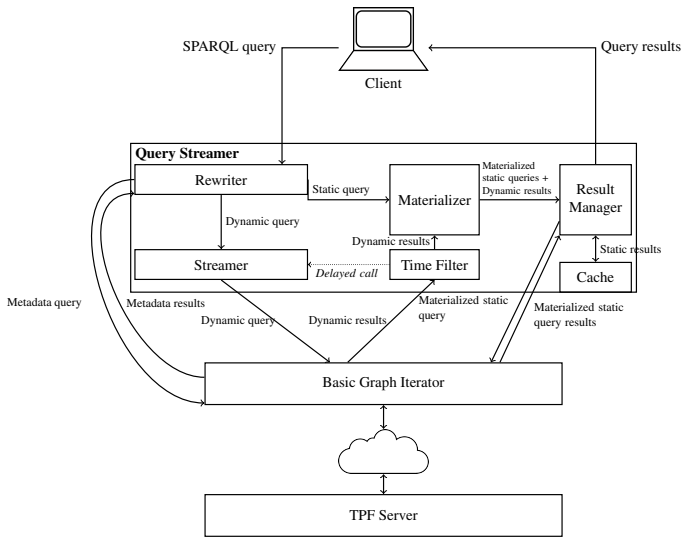 SPARQL query
Query results
Client
Query Streamer
Rewriter
Static query
Materializer
Materialized
static queries +
Dynamic results
Result
Manager
Dynamic query
Dynamic results
Static results
Streamer
Delayed call
Time Filter
Cache
Metadata query
Metadata results
Dynamic query
Dynamic results
Materialized static
query
Materialized static
query results
Basic Graph Iterator
TPF Server